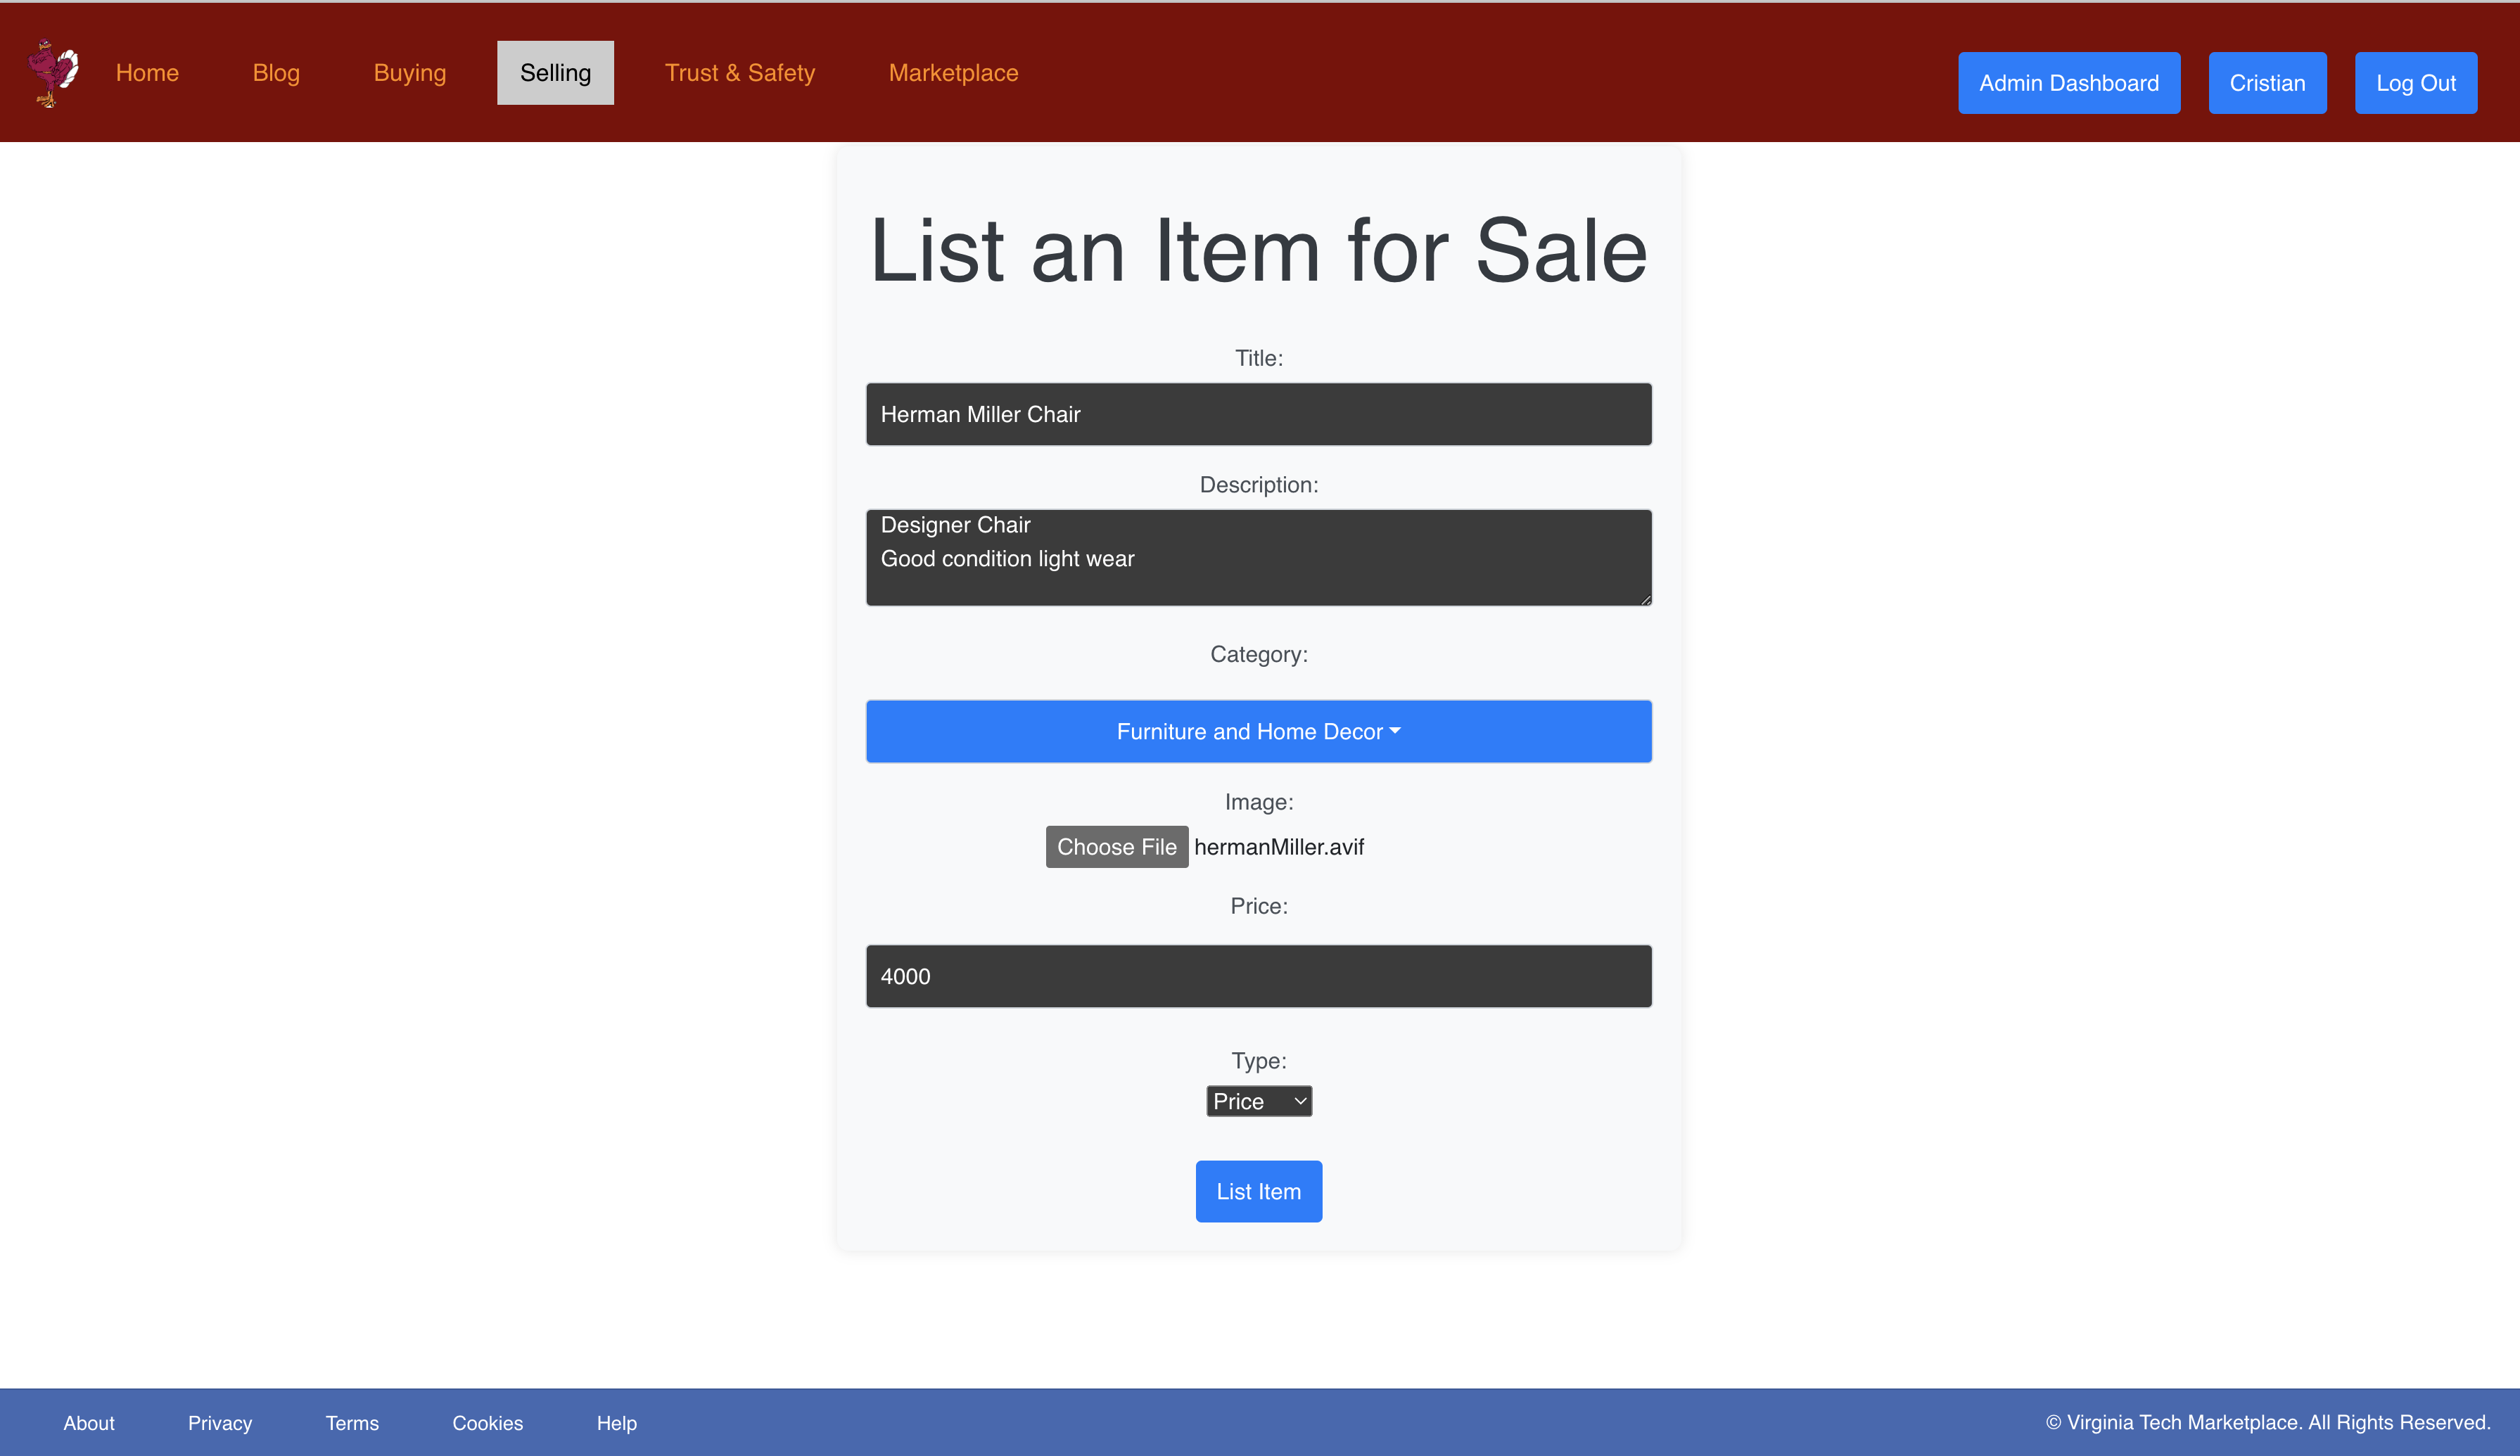 Home Blog Buying Selling Trust & Safety Marketplace Admin Dashboard Cristian Log Out
List an Item for Sale
Title:
Herman Miller Chair
Description:
Designer Chair
Good condition light wear
Category:
Furniture and Home Decor
Image:
Choose File hermanMiller.avif
Price:
4000
Type:
Price
List Item
About Privacy Terms Cookies Help © Virginia Tech Marketplace. All Rights Reserved.